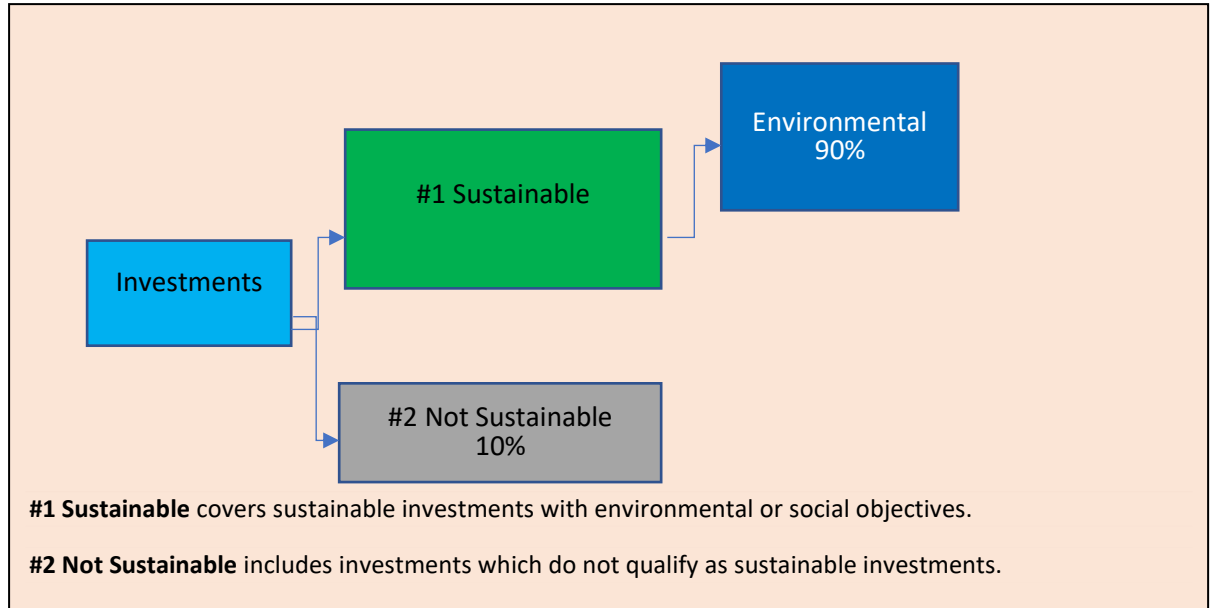 Environmental
90%
#1 Sustainable
Investments
#2 Not Sustainable
10%
#1 Sustainable covers sustainable investments with environmental or social objectives.
#2 Not Sustainable includes investments which do not qualify as sustainable investments.